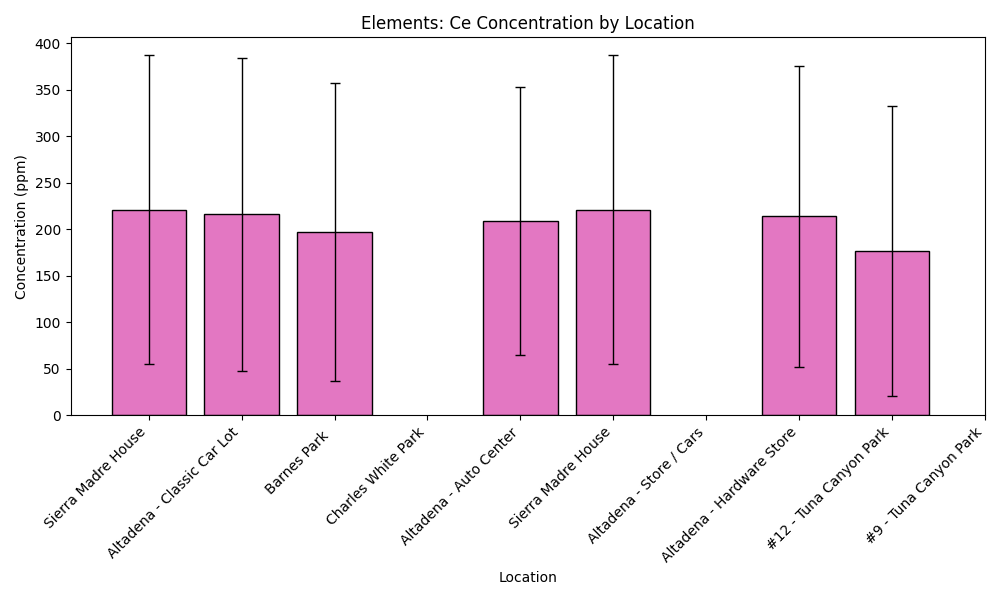 Elements: Ce Concentration by Location
Concentration (ppm)
400
350
300
250
200
150
100
50
0
Sierra Madre House
Altadena - Classic Car Lot
Barnes Park
Charles White Park
Altadena - Auto Center
Sierra Madre House
Altadena - Store / Cars
Altadena - Hardware Store
#12 - Tuna Canyon Park
#9 - Tuna Canyon Park
Location